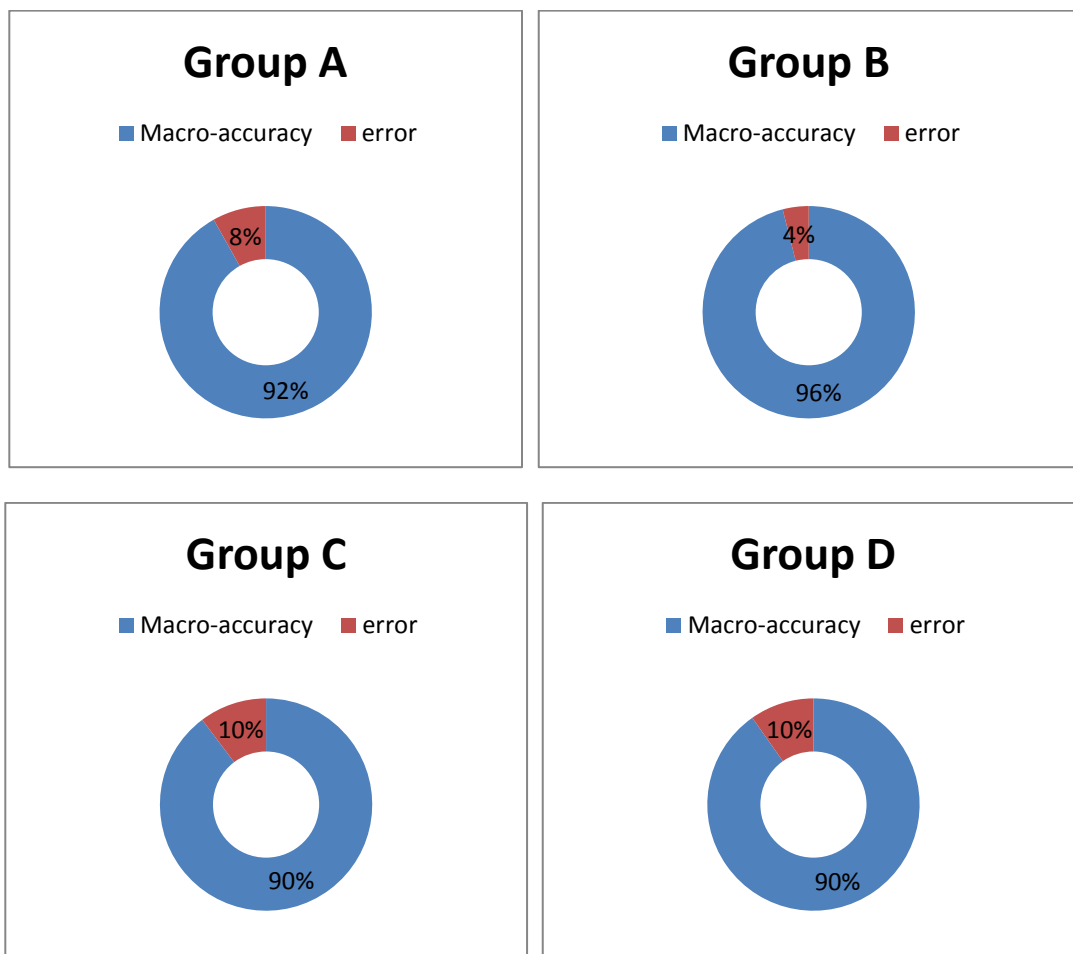 Group A
Macro-accuracy error
8%
92%
Group B
Macro-accuracy error
4%
96%
Group C
Macro-accuracy error
10%
90%
Group D
Macro-accuracy error
10%
90%